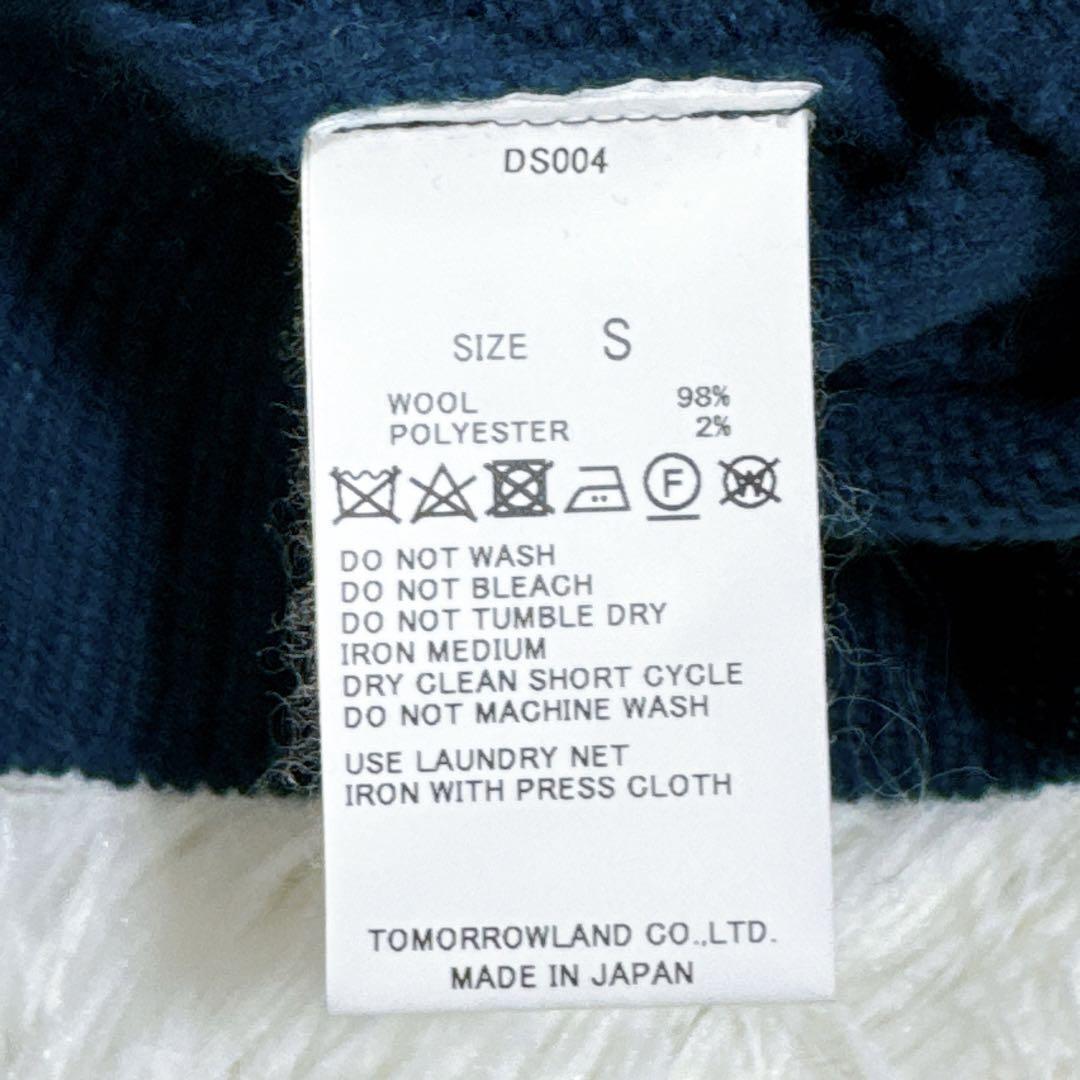 DS004
SIZE S
WOOL 98%
POLYESTER 2%
F W
DO NOT WASH
DO NOT BLEACH
DO NOT TUMBLE DRY
IRON MEDIUM
DRY CLEAN SHORT CYCLE
DO NOT MACHINE WASH
USE LAUNDRY NET
IRON WITH PRESS CLOTH
TOMORROWLAND CO.,LTD.
MADE IN JAPAN